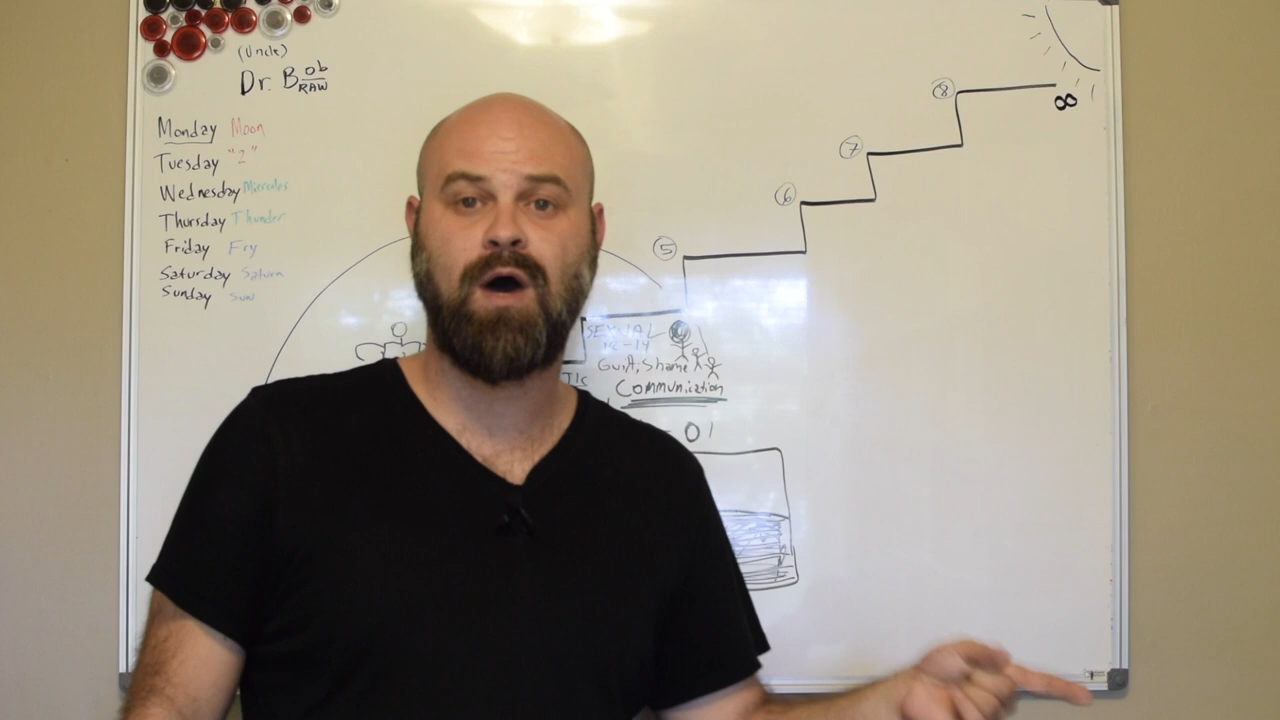 (Uncle)
Dr. Bob
RAW
Monday Moon
Tuesday "2"
Wednesday Miercoles
Thursday Thunder
Friday Fry
Saturday Saturn
Sunday Sun
8
∞
7
6
5
SEXUAL
12-14
Guilt, Shame
Communication